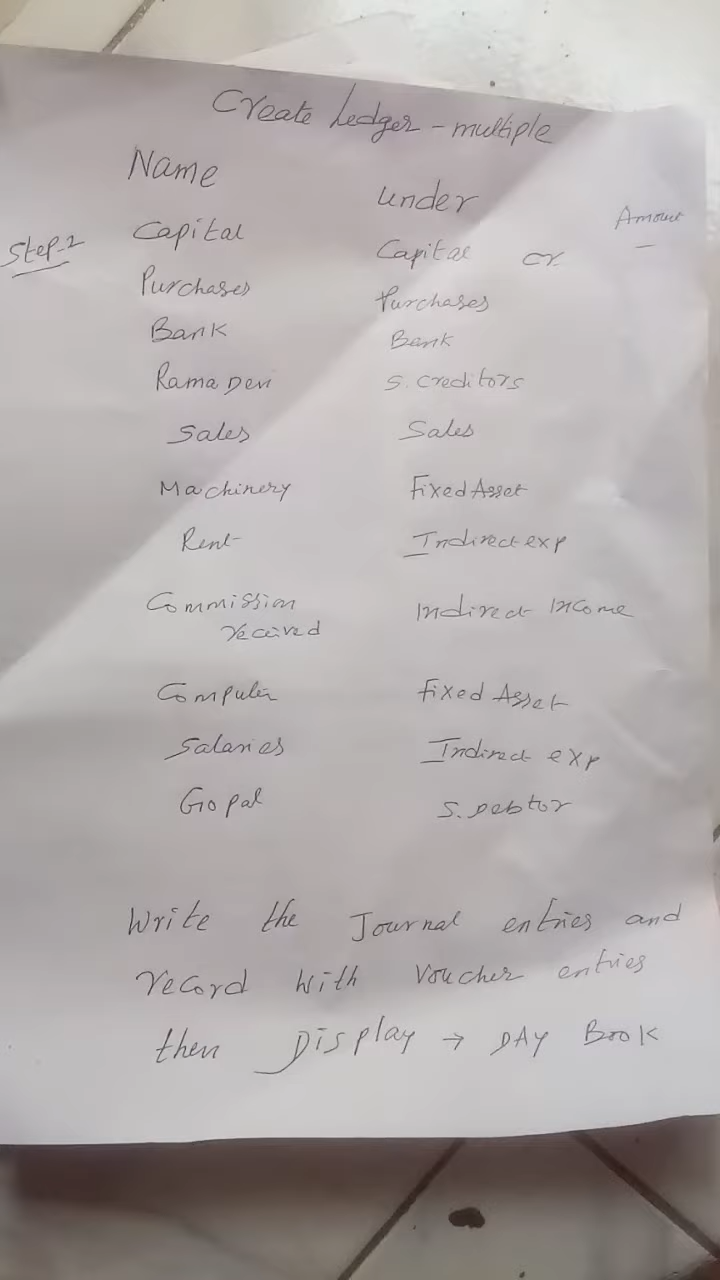 Create Ledger - multiple
Name under Amount
Step-2 Capital Capital Cr.
Purchases Purchases
Bank Bank
Rama Devi S. Creditors
Sales Sales
Machinery Fixed Asset
Rent Indirect exp
Commission received Indirect Income
Computer Fixed Asset
Salaries Indirect exp
Gopal S. Debtor
Write the Journal entries and
record with Voucher entries
then Display → DAY BOOK